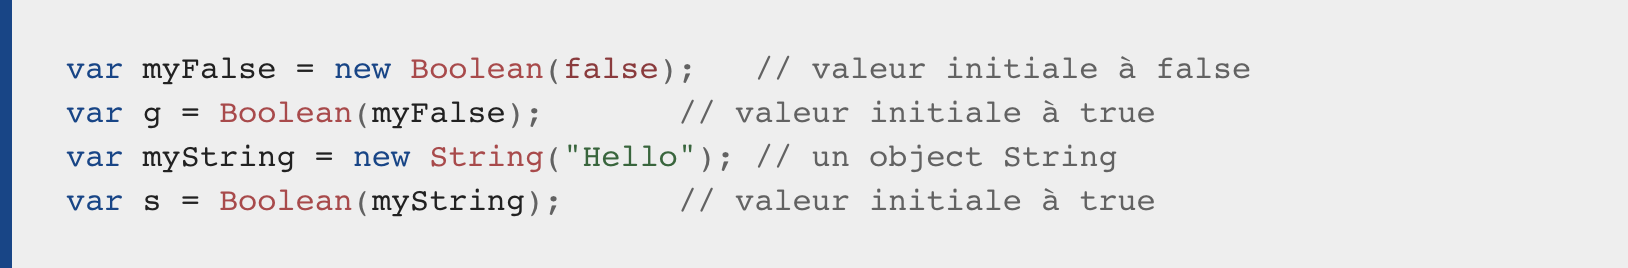 var myFalse = new Boolean(false);   // valeur initiale à false
var g = Boolean(myFalse);       // valeur initiale à true
var myString = new String("Hello"); // un object String
var s = Boolean(myString);      // valeur initiale à true